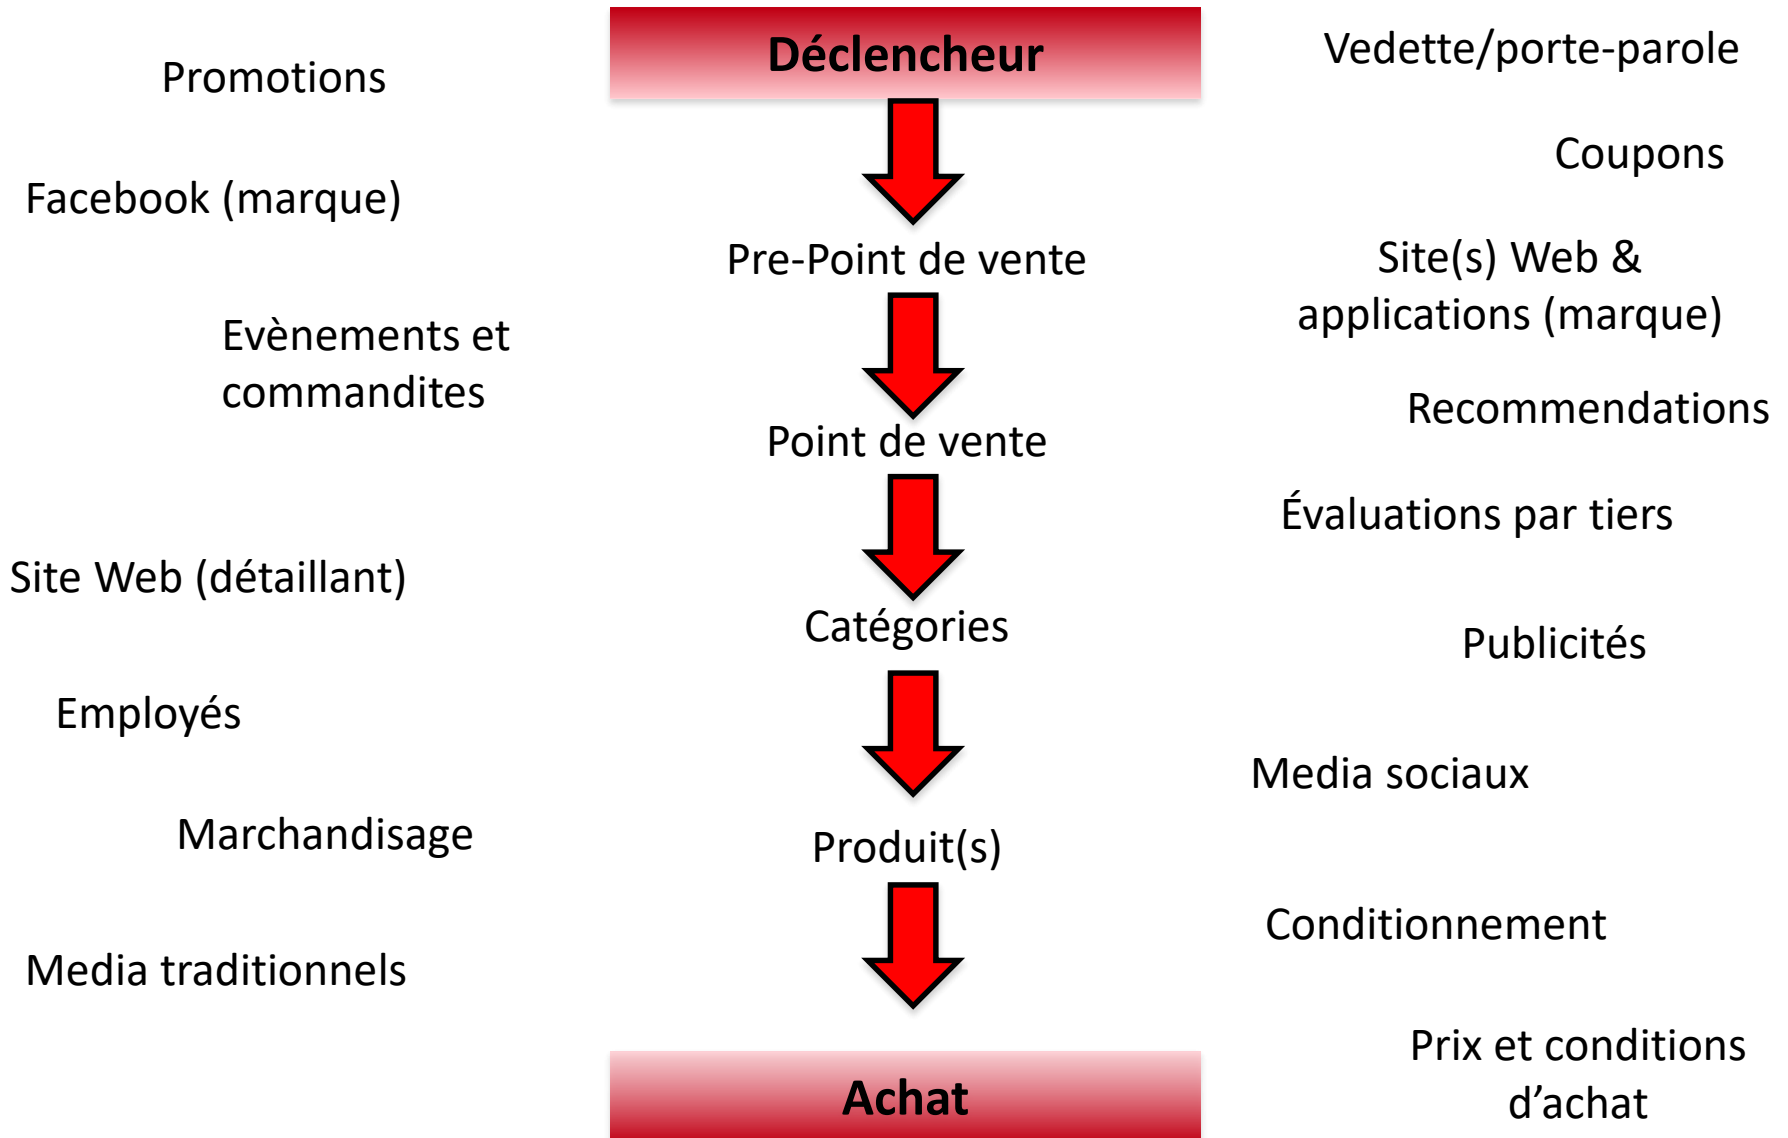 Déclencheur
Vedette/porte-parole
Promotions
Coupons
Facebook (marque)
Pre-Point de vente
Site(s) Web &
applications (marque)
Evènements et
commandites
Recommendations
Point de vente
Évaluations par tiers
Site Web (détaillant)
Catégories
Publicités
Employés
Media sociaux
Marchandisage
Produit(s)
Conditionnement
Media traditionnels
Prix et conditions
d’achat
Achat